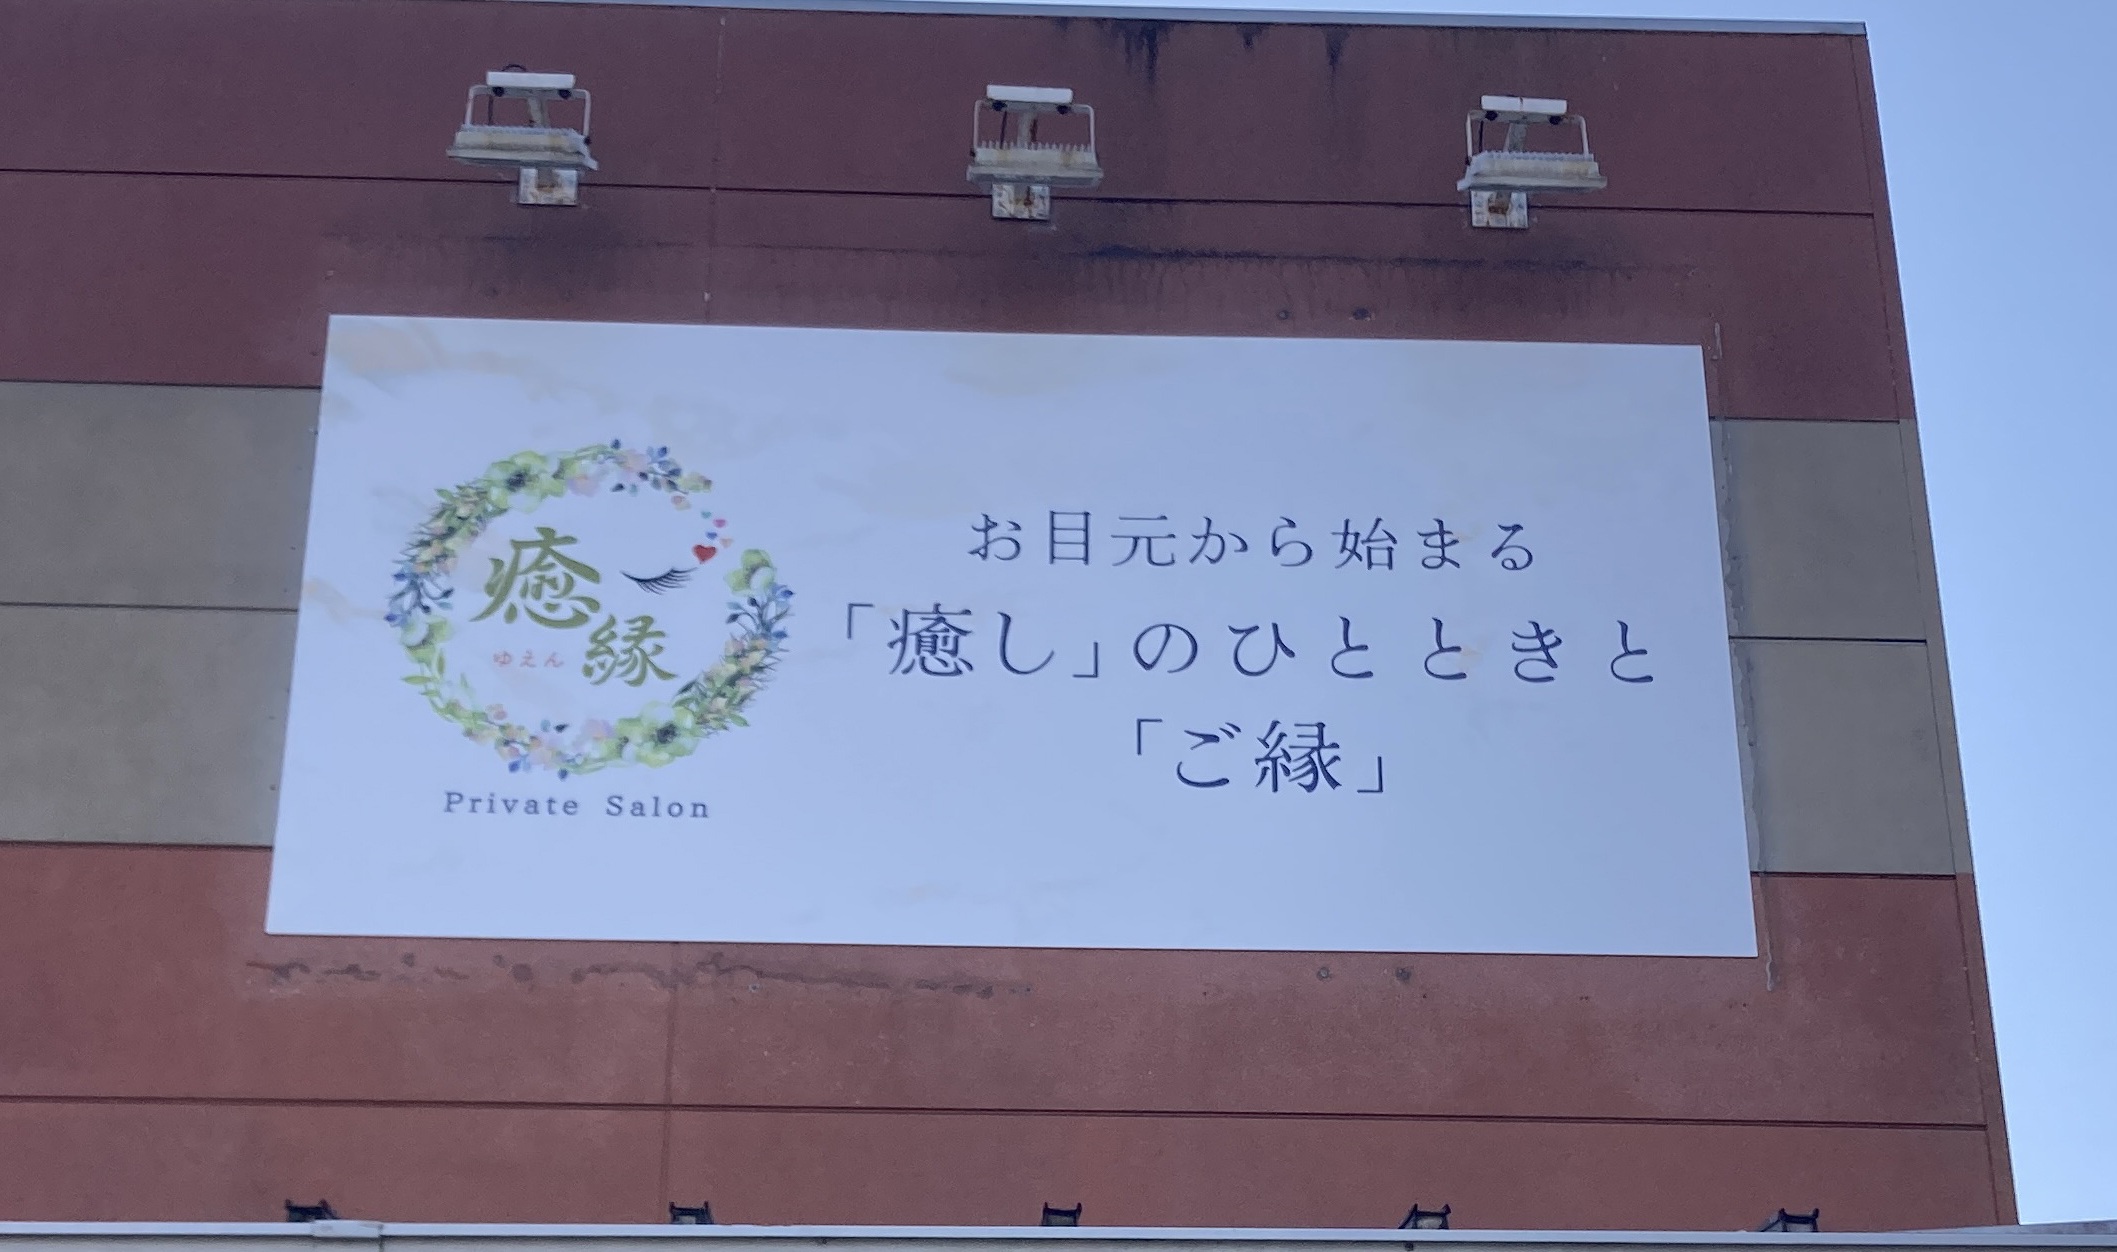 癒縁
ゆえん
Private Salon
お目元から始まる
「癒し」のひとときと
「ご縁」